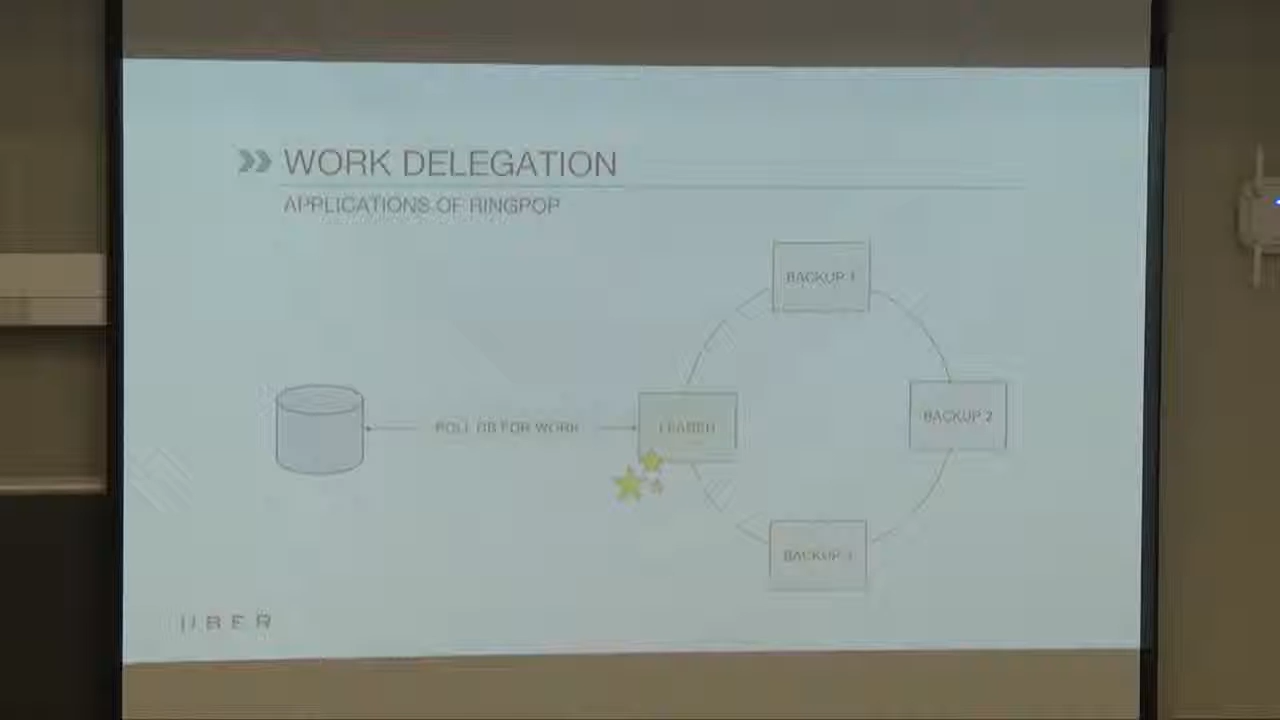 WORK DELEGATION
APPLICATIONS OF RINGPOP
BACKUP 1
BACKUP 2
POLL DB FOR WORK
LEADER
BACKUP 3
UBER